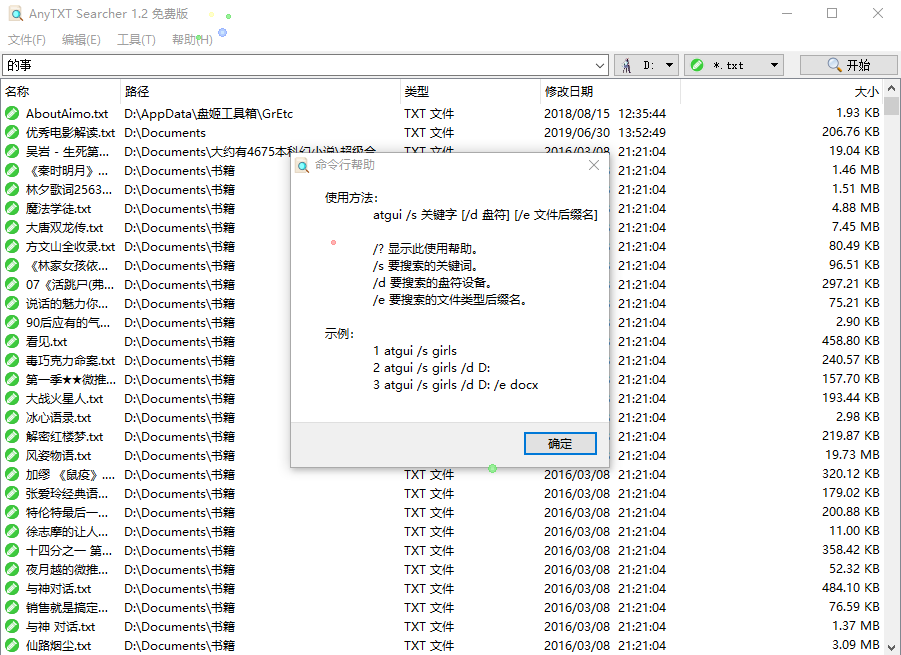 AnyTXT Searcher 1.2 免费版
文件(F) 编辑(E) 工具(T) 帮助(H)
的事 D: *.txt 开始
名称 路径 类型 修改日期 大小
AboutAimo.txt D:\AppData\盘姬工具箱\GrEtc TXT 文件 2018/08/15 12:35:44 1.93 KB
优秀电影解读.txt D:\Documents TXT 文件 2019/06/30 13:52:49 206.76 KB
吴岩 - 生死第... D:\Documents\大约有4675本科幻小说\超级合 TXT 文件 2016/03/08 21:21:04 19.04 KB
《秦时明月》... D:\Documents\书籍 21:21:04 1.46 MB
林夕歌词2563... D:\Documents\书籍 21:21:04 1.51 MB
魔法学徒.txt D:\Documents\书籍 21:21:04 4.88 MB
大唐双龙传.txt D:\Documents\书籍 21:21:04 7.45 MB
方文山全收录.txt D:\Documents\书籍 21:21:04 80.49 KB
《林家女孩依... D:\Documents\书籍 21:21:04 96.51 KB
07《活跳尸(弗... D:\Documents\书籍 21:21:04 297.21 KB
说话的魅力你... D:\Documents\书籍 21:21:04 75.21 KB
90后应有的气... D:\Documents\书籍 21:21:04 2.90 KB
看见.txt D:\Documents\书籍 21:21:04 458.80 KB
毒巧克力命案.txt D:\Documents\书籍 21:21:04 240.57 KB
第一季★★微推... D:\Documents\书籍 21:21:04 157.70 KB
大战火星人.txt D:\Documents\书籍 21:21:04 193.44 KB
冰心语录.txt D:\Documents\书籍 21:21:04 2.98 KB
解密红楼梦.txt D:\Documents\书籍 21:21:04 219.87 KB
风姿物语.txt D:\Documents\书籍 21:21:04 19.73 MB
加缪 《鼠疫》.... D:\Documents\书籍 TXT 文件 2016/03/08 21:21:04 320.12 KB
张爱玲经典语... D:\Documents\书籍 TXT 文件 2016/03/08 21:21:04 179.02 KB
特伦特最后一... D:\Documents\书籍 TXT 文件 2016/03/08 21:21:04 200.88 KB
徐志摩的让人... D:\Documents\书籍 TXT 文件 2016/03/08 21:21:04 11.00 KB
十四分之一 第... D:\Documents\书籍 TXT 文件 2016/03/08 21:21:04 358.42 KB
夜月越的微推... D:\Documents\书籍 TXT 文件 2016/03/08 21:21:04 52.32 KB
与神对话.txt D:\Documents\书籍 TXT 文件 2016/03/08 21:21:04 484.10 KB
销售就是搞定... D:\Documents\书籍 TXT 文件 2016/03/08 21:21:04 76.59 KB
与神 对话.txt D:\Documents\书籍 TXT 文件 2016/03/08 21:21:04 1.37 MB
仙路烟尘.txt D:\Documents\书籍 TXT 文件 2016/03/08 21:21:04 3.09 MB
命令行帮助
使用方法:
atgui /s 关键字 [/d 盘符] [/e 文件后缀名]
/? 显示此使用帮助。
/s 要搜索的关键词。
/d 要搜索的盘符设备。
/e 要搜索的文件类型后缀名。
示例:
1 atgui /s girls
2 atgui /s girls /d D:
3 atgui /s girls /d D: /e docx
确定